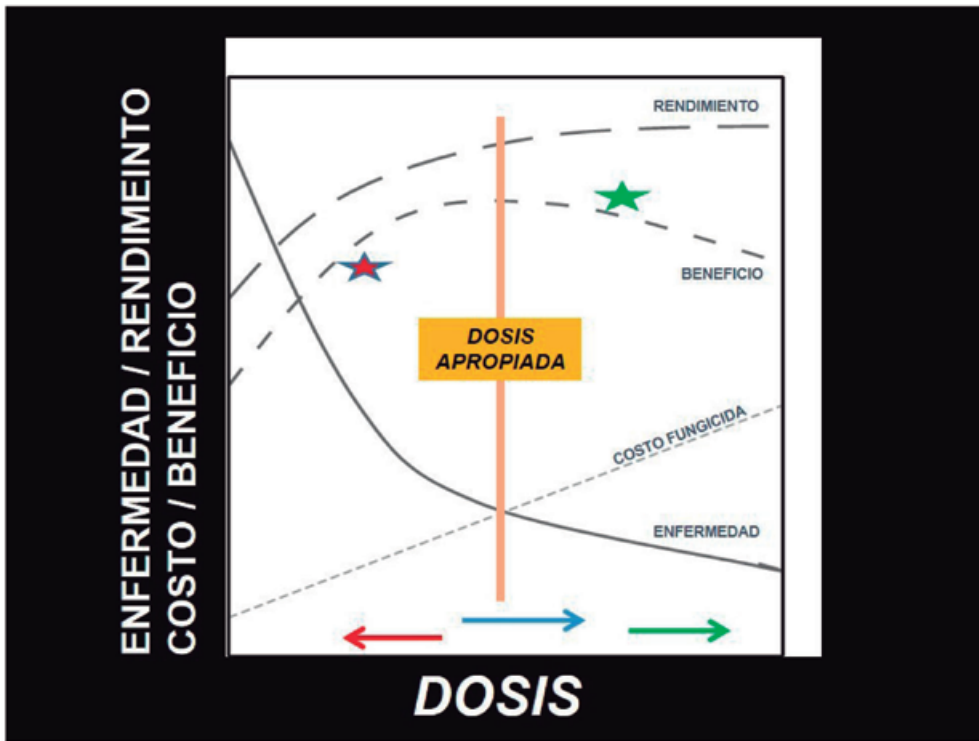 ENFERMEDAD / RENDIMEINTO
COSTO / BENEFICIO
RENDIMIENTO
BENEFICIO
DOSIS
APROPIADA
COSTO FUNGICIDA
ENFERMEDAD
DOSIS